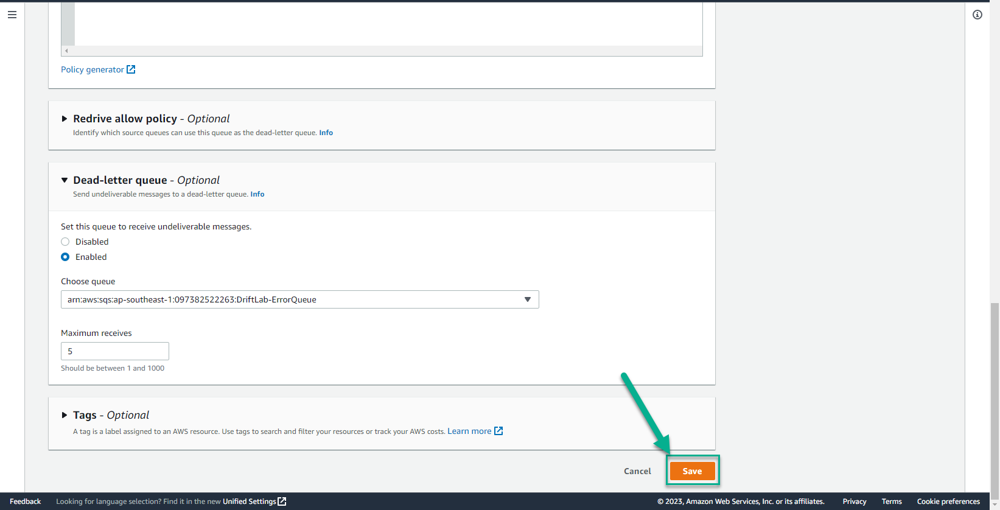 Policy generator
Redrive allow policy - Optional
Identify which source queues can use this queue as the dead-letter queue. Info
Dead-letter queue - Optional
Send undeliverable messages to a dead-letter queue. Info
Set this queue to receive undeliverable messages.
Disabled
Enabled
Choose queue
arn:aws:sqs:ap-southeast-1:097382522263:DriftLab-ErrorQueue
Maximum receives
5
Should be between 1 and 1000
Tags - Optional
A tag is a label assigned to an AWS resource. Use tags to search and filter your resources or track your AWS costs. Learn more
Cancel Save
Feedback Looking for language selection? Find it in the new Unified Settings © 2023, Amazon Web Services, Inc. or its affiliates. Privacy Terms Cookie preferences